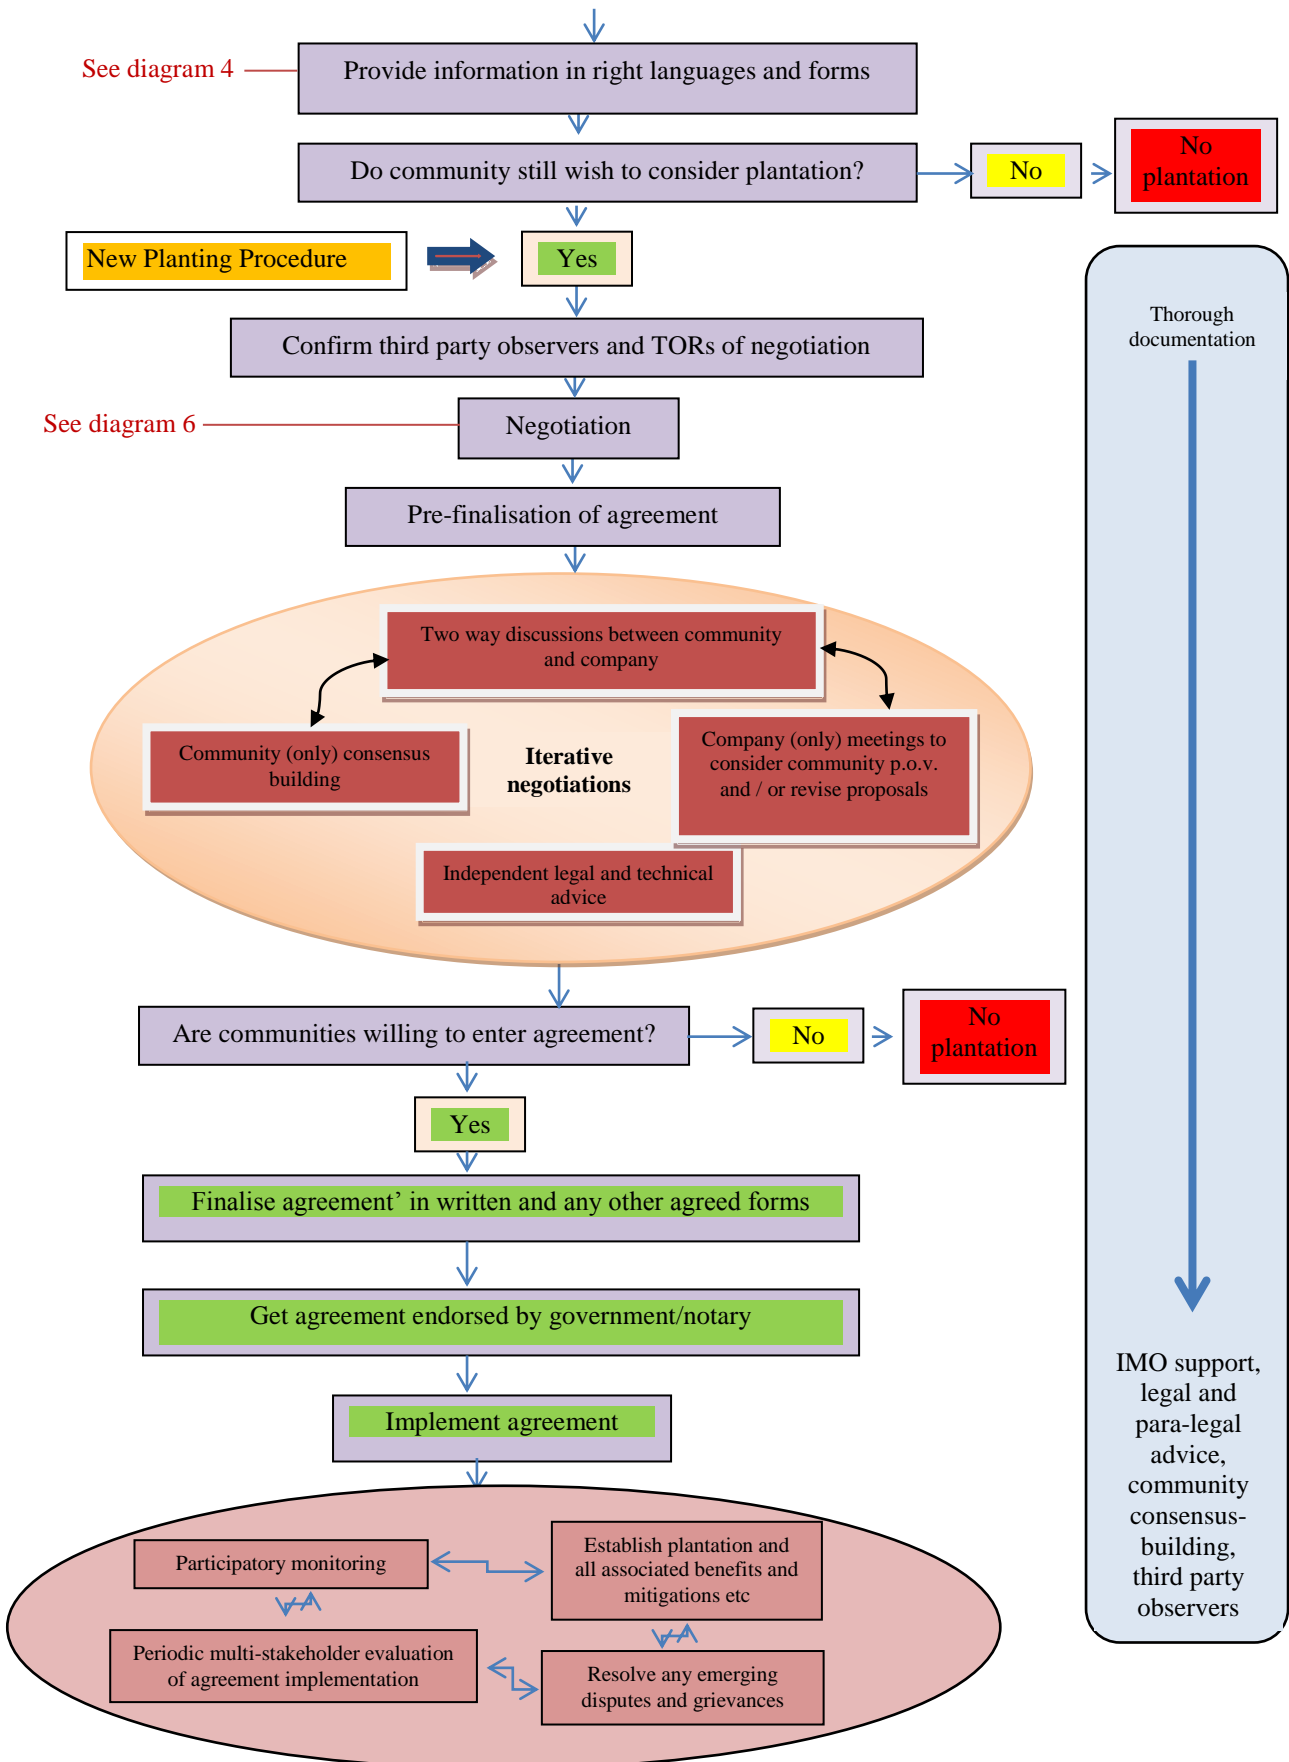 See diagram 4
Provide information in right languages and forms
Do community still wish to consider plantation?
No
No
plantation
New Planting Procedure
Yes
Thorough
documentation
Confirm third party observers and TORs of negotiation
See diagram 6
Negotiation
Pre-finalisation of agreement
Two way discussions between community
and company
Community (only) consensus
building
Iterative
negotiations
Company (only) meetings to
consider community p.o.v.
and / or revise proposals
Independent legal and technical
advice
Are communities willing to enter agreement?
No
No
plantation
Yes
Finalise agreement’ in written and any other agreed forms
Get agreement endorsed by government/notary
Implement agreement
IMO support,
legal and
para-legal
advice,
community
consensus-
building,
third party
observers
Participatory monitoring
Establish plantation and
all associated benefits and
mitigations etc
Periodic multi-stakeholder evaluation
of agreement implementation
Resolve any emerging
disputes and grievances